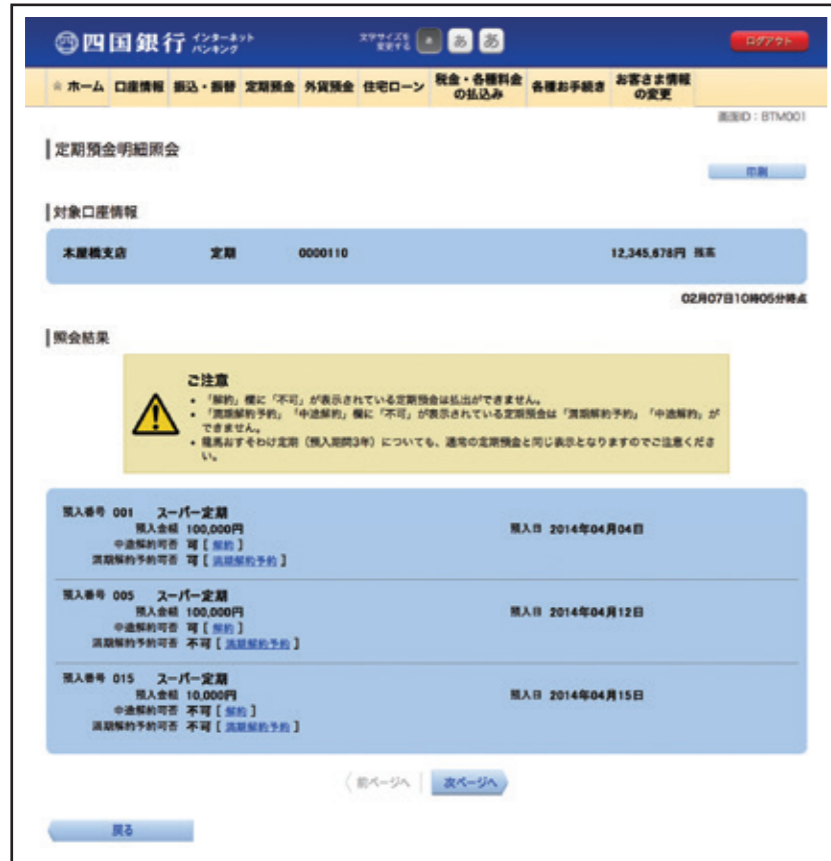 四国銀行 インターネットバンキング 文字サイズを変更する あ あ あ ログアウト
ホーム 口座情報 振込・振替 定期預金 外貨預金 住宅ローン 税金・各種料金の払込み 各種お手続き お客さま情報の変更
画面ID：BTM001
定期預金明細照会
印刷
対象口座情報
木屋橋支店 定期 0000110 12,345,678円 残高
02月07日10時05分時点
照会結果
ご注意
・「解約」欄に「不可」が表示されている定期預金は払出ができません。
・「満期解約予約」「中途解約」欄に「不可」が表示されている定期預金は「満期解約予約」「中途解約」が
できません。
・龍馬おすそわけ定期（預入期間3年）についても、通常の定期預金と同じ表示となりますのでご注意くださ
い。
預入番号 001 スーパー定期
預入金額 100,000円 預入日 2014年04月04日
中途解約可否 可 [ 解約 ]
満期解約予約可否 可 [ 満期解約予約 ]
預入番号 005 スーパー定期
預入金額 100,000円 預入日 2014年04月12日
中途解約可否 可 [ 解約 ]
満期解約予約可否 不可 [ 満期解約予約 ]
預入番号 015 スーパー定期
預入金額 10,000円 預入日 2014年04月15日
中途解約可否 不可 [ 解約 ]
満期解約予約可否 不可 [ 満期解約予約 ]
前ページへ 次ページへ
戻る